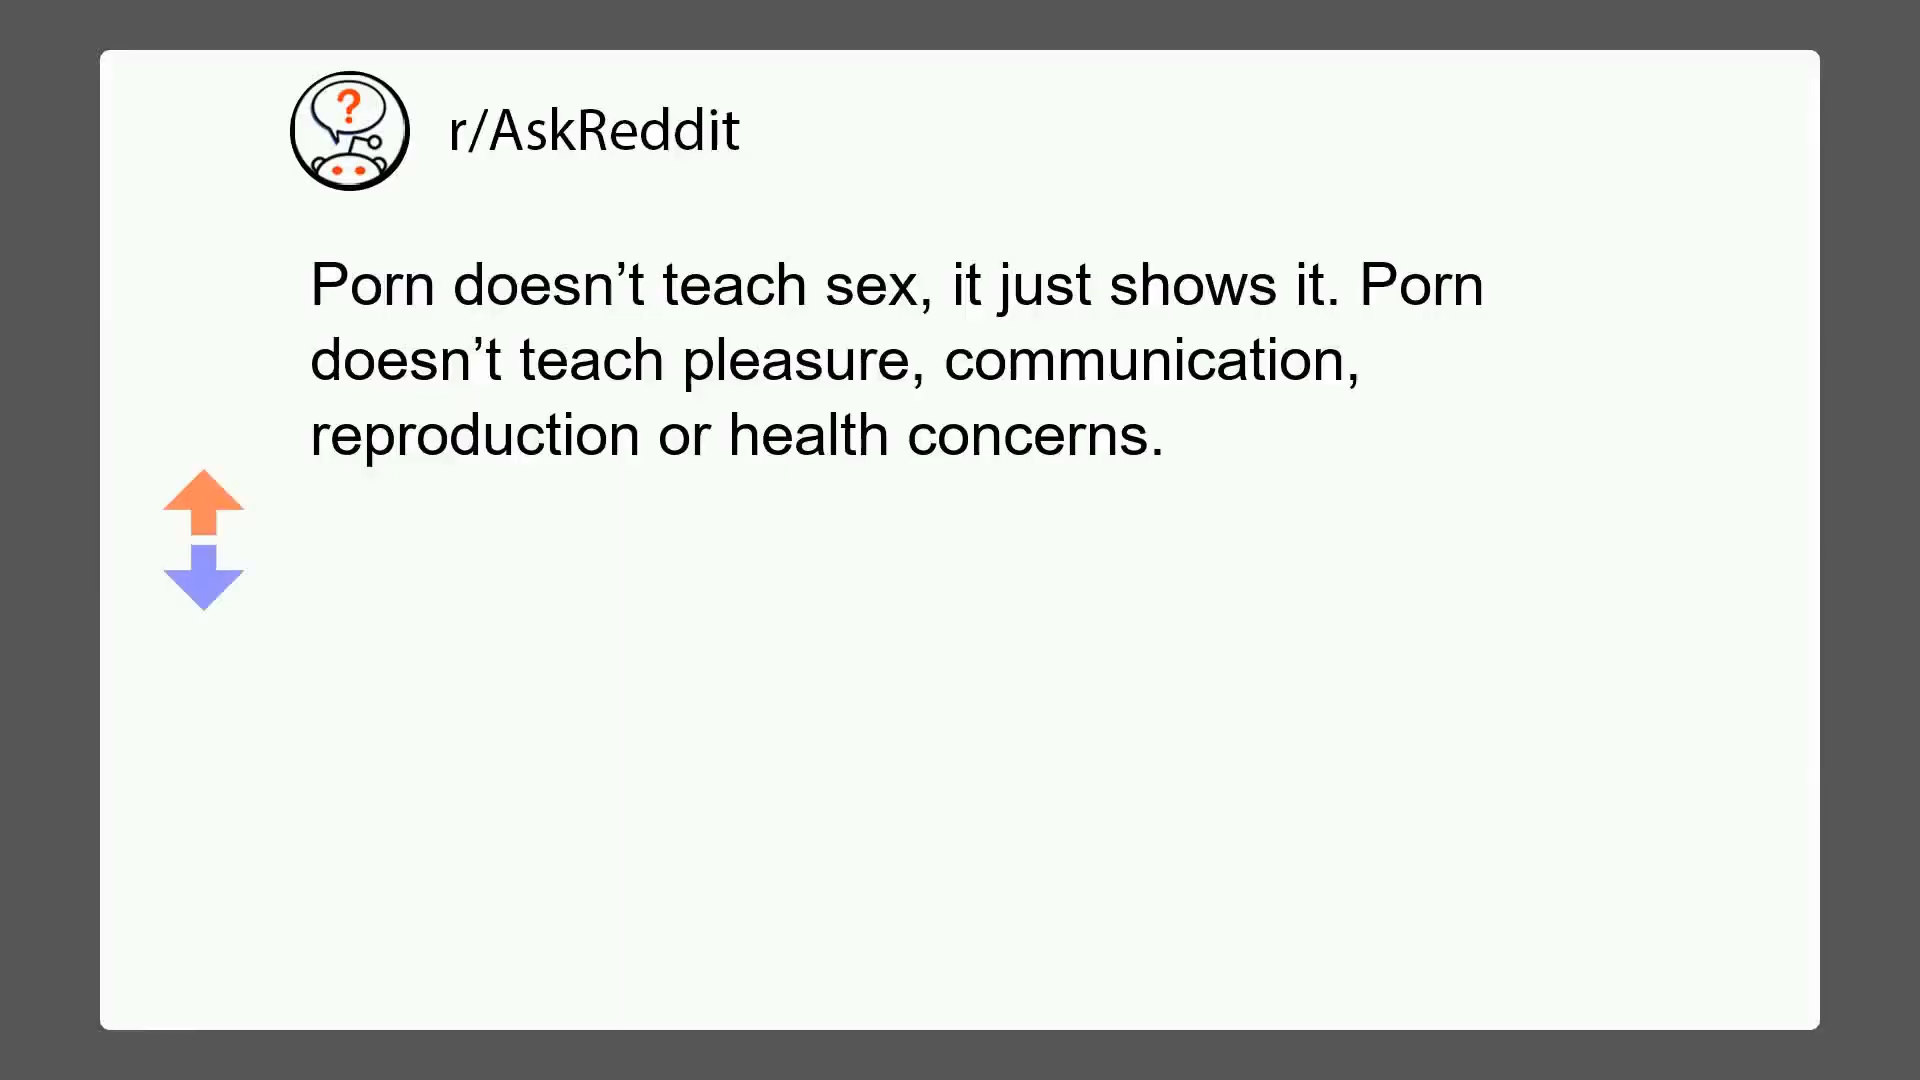 r/AskReddit
Porn doesn’t teach sex, it just shows it. Porn
doesn’t teach pleasure, communication,
reproduction or health concerns.